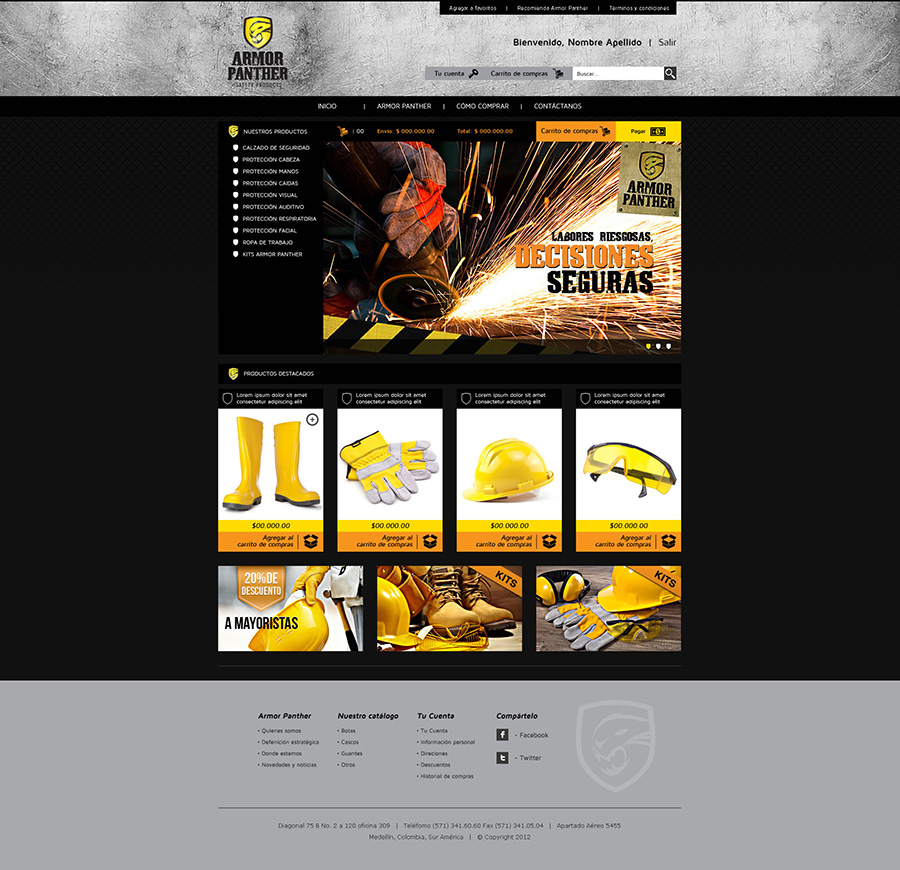 Agregar a favoritos | Recomienda Armor Panther | Terminos y condiciones
ARMOR
PANTHER
SAFETY PRODUCTS
Bienvenido, Nombre Apellido | Salir
Tu cuenta
Carrito de compras
Buscar...
INICIO | ARMOR PANTHER | CÓMO COMPRAR | CONTÁCTANOS
NUESTROS PRODUCTOS
| 00
Envío: $ 000.000.00
Total: $ 000.000.00
Carrito de compras
Pagar
CALZADO DE SEGURIDAD
PROTECCIÓN CABEZA
PROTECCIÓN MANOS
PROTECCIÓN CAIDAS
PROTECCIÓN VISUAL
PROTECCIÓN AUDITIVO
PROTECCIÓN RESPIRATORIA
PROTECCIÓN FACIAL
ROPA DE TRABAJO
KITS ARMOR PANTHER
ARMOR
PANTHER
LABORES RIESGOSAS,
DECISIONES
SEGURAS
PRODUCTOS DESTACADOS
Lorem ipsum dolor sit amet
consectetur adipiscing elit
Lorem ipsum dolor sit amet
consectetur adipiscing elit
Lorem ipsum dolor sit amet
consectetur adipiscing elit
Lorem ipsum dolor sit amet
consectetur adipiscing elit
$00.000.00
$00.000.00
$00.000.00
$00.000.00
Agregar al
carrito de compras
Agregar al
carrito de compras
Agregar al
carrito de compras
Agregar al
carrito de compras
20% DE
DESCUENTO
A MAYORISTAS
KITS
KITS
Armor Panther
• Quienes somos
• Defenición estratégica
• Donde estamos
• Novedades y noticias
Nuestro catálogo
• Botas
• Cascos
• Guantes
• Otros
Tu Cuenta
• Tu Cuenta
• Información personal
• Direciones
• Descuentos
• Historial de compras
Compártelo
- Facebook
- Twitter
Diagonal 75 B No. 2 a 120 oficina 309 | Teléfomo (571) 341.60.60 Fax (571) 341.05.04 | Apartado Aéreo 5455
Medellín, Colombia, Sur América | © Copyright 2012